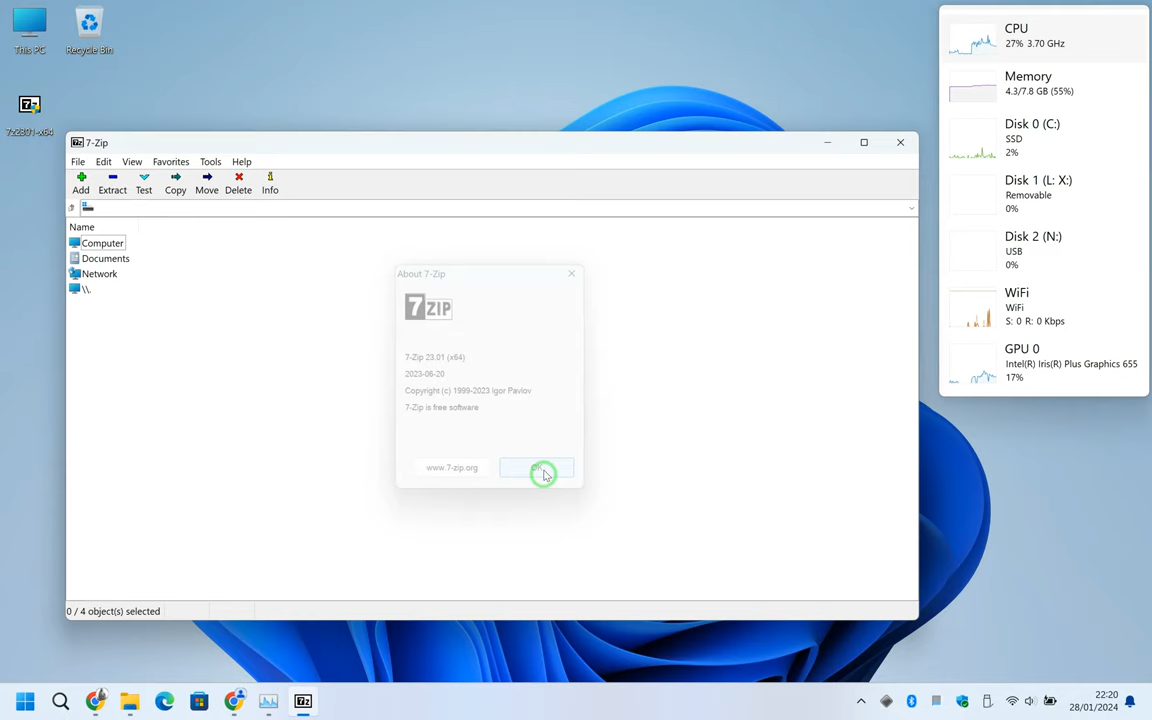 This PC
Recycle Bin
7z2301-x64
7-Zip
File Edit View Favorites Tools Help
Add Extract Test Copy Move Delete Info
Name
Computer
Documents
Network
\\.
About 7-Zip
7ZIP
7-Zip 23.01 (x64)
2023-06-20
Copyright (c) 1999-2023 Igor Pavlov
7-Zip is free software
www.7-zip.org
OK
0 / 4 object(s) selected
CPU
27% 3.70 GHz
Memory
4.3/7.8 GB (55%)
Disk 0 (C:)
SSD
2%
Disk 1 (L: X:)
Removable
0%
Disk 2 (N:)
USB
0%
WiFi
WiFi
S: 0 R: 0 Kbps
GPU 0
Intel(R) Iris(R) Plus Graphics 655
17%
22:20
28/01/2024